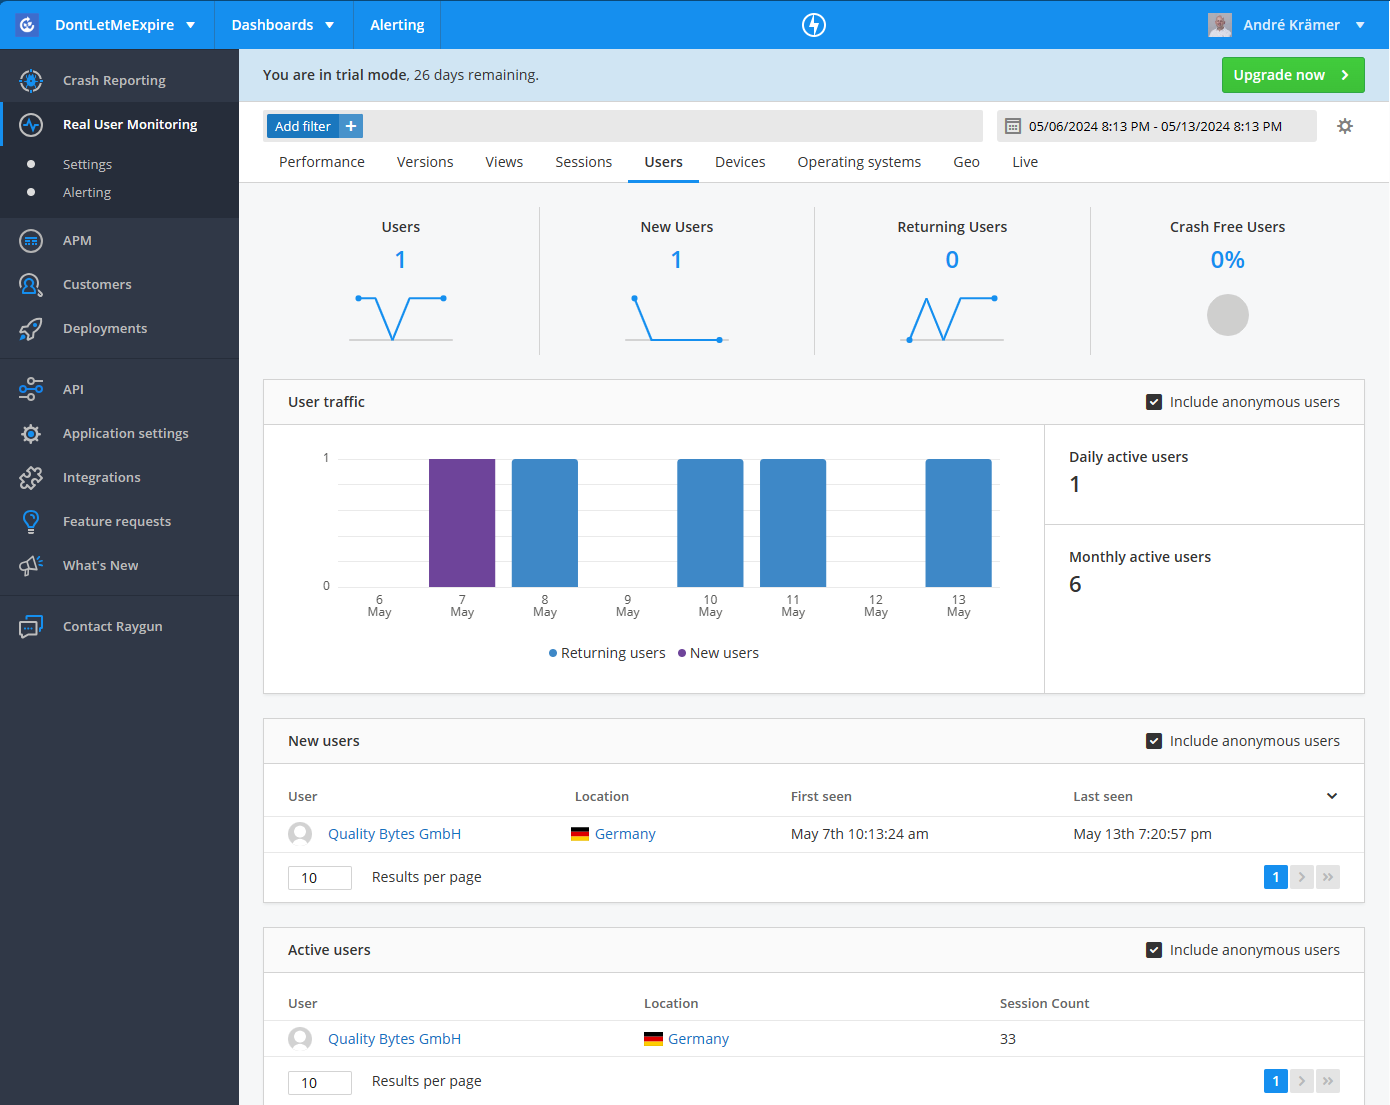 DontLetMeExpire
Dashboards
Alerting
André Krämer
Crash Reporting
Real User Monitoring
Settings
Alerting
APM
Customers
Deployments
API
Application settings
Integrations
Feature requests
What's New
Contact Raygun
You are in trial mode, 26 days remaining.
Upgrade now
Add filter +
05/06/2024 8:13 PM - 05/13/2024 8:13 PM
Performance Versions Views Sessions Users Devices Operating systems Geo Live
Users
1
New Users
1
Returning Users
0
Crash Free Users
0%
User traffic
Include anonymous users
1
0
6 May
7 May
8 May
9 May
10 May
11 May
12 May
13 May
Returning users New users
Daily active users
1
Monthly active users
6
New users
Include anonymous users
User Location First seen Last seen
Quality Bytes GmbH Germany May 7th 10:13:24 am May 13th 7:20:57 pm
10 Results per page 1 > »
Active users
Include anonymous users
User Location Session Count
Quality Bytes GmbH Germany 33
10 Results per page 1 > »